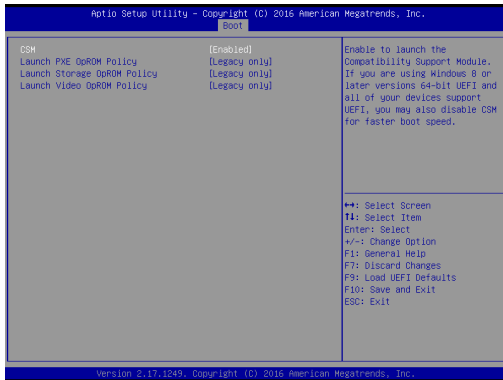 Aptio Setup Utility - Copyright (C) 2016 American Megatrends, Inc.
Boot
CSM [Enabled]
Launch PXE OpROM Policy [Legacy only]
Launch Storage OpROM Policy [Legacy only]
Launch Video OpROM Policy [Legacy only]
Enable to launch the
Compatibility Support Module.
If you are using Windows 8 or
later versions 64-bit UEFI and
all of your devices support
UEFI, you may also disable CSM
for faster boot speed.
↔: Select Screen
↑↓: Select Item
Enter: Select
+/-: Change Option
F1: General Help
F7: Discard Changes
F9: Load UEFI Defaults
F10: Save and Exit
ESC: Exit
Version 2.17.1249. Copyright (C) 2016 American Megatrends, Inc.